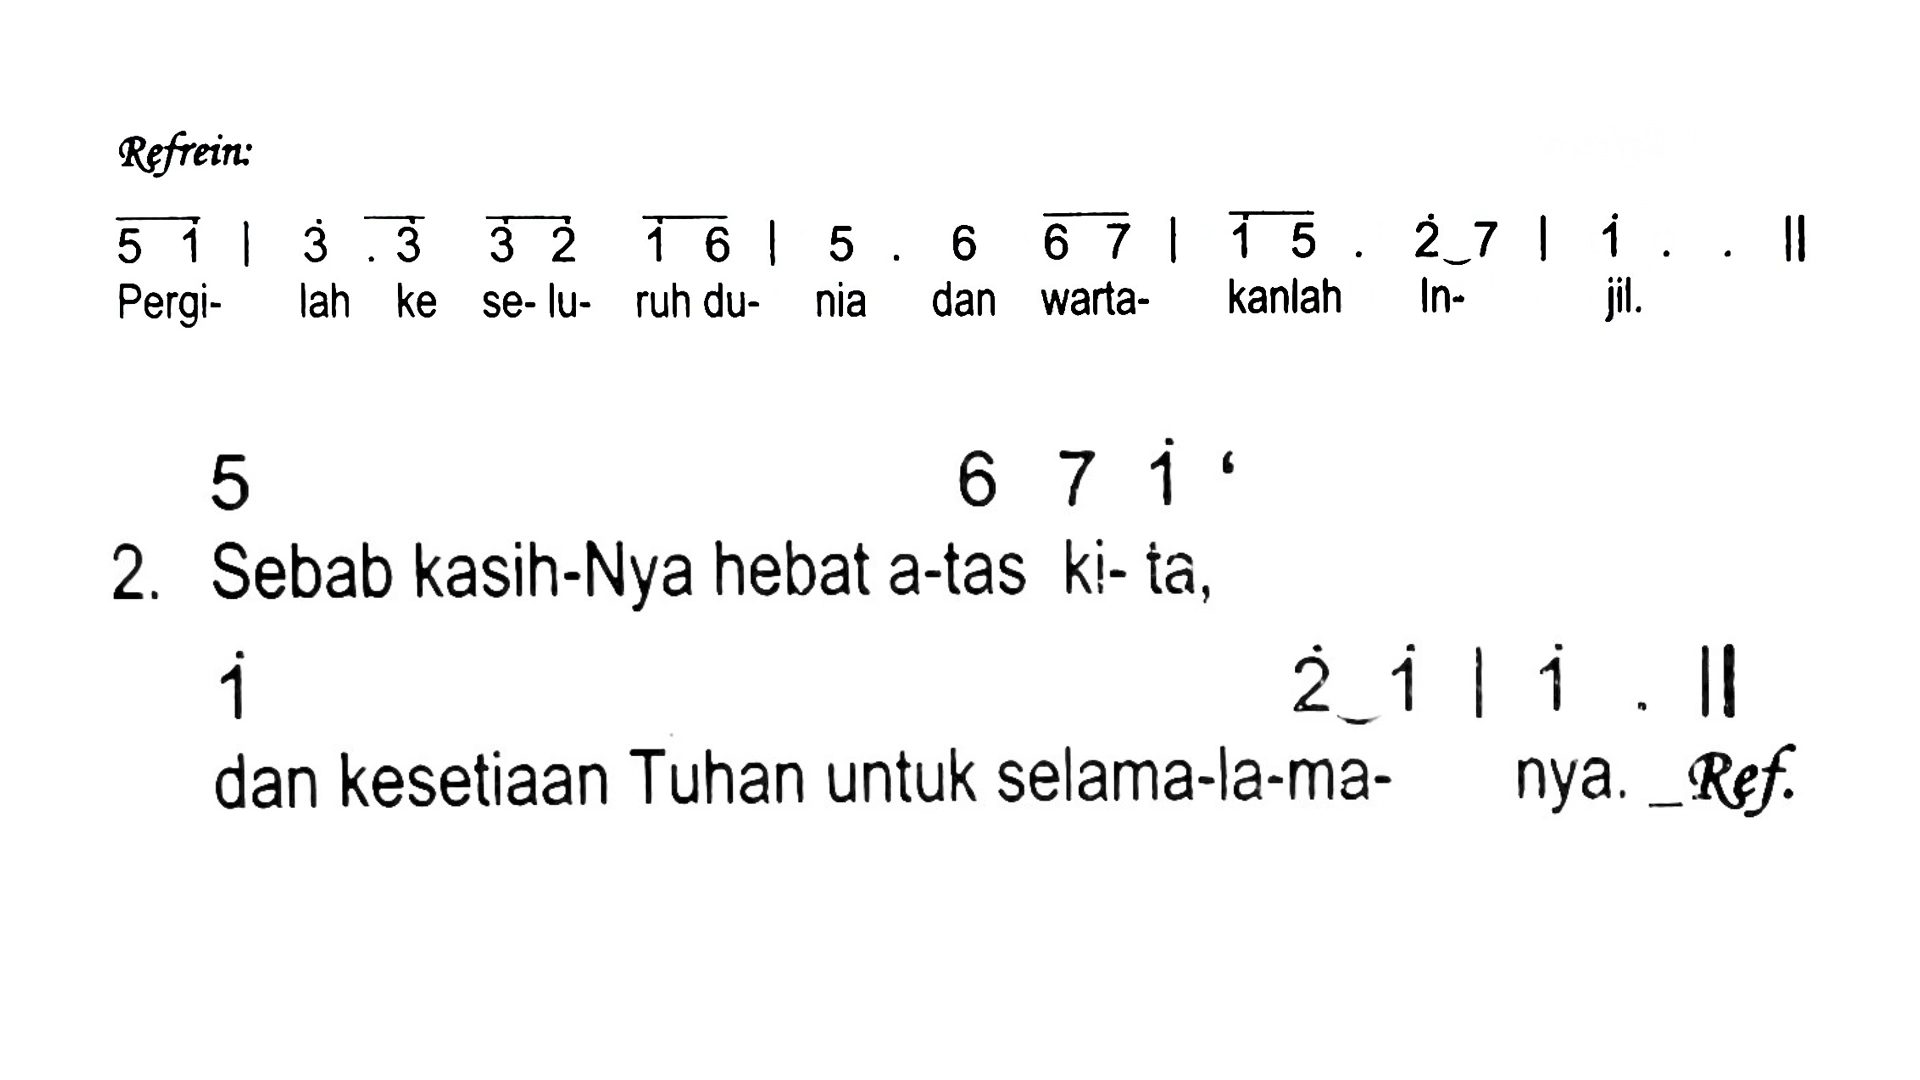 Refrein:
5 1̇ | 3̇ . 3̇ 3̇ 2̇ 1̇ 6 | 5 . 6 6 7 | 1̇ 5 . 2̇ 7 | 1̇ . . ||
Pergi- lah ke se- lu- ruh du- nia dan warta- kanlah In- jil.
5 6 7 1̇ ‘
2. Sebab kasih-Nya hebat a-tas ki- ta,
1̇ 2̇ 1̇ | 1̇ . ||
dan kesetiaan Tuhan untuk selama-la-ma- nya. _Ref.